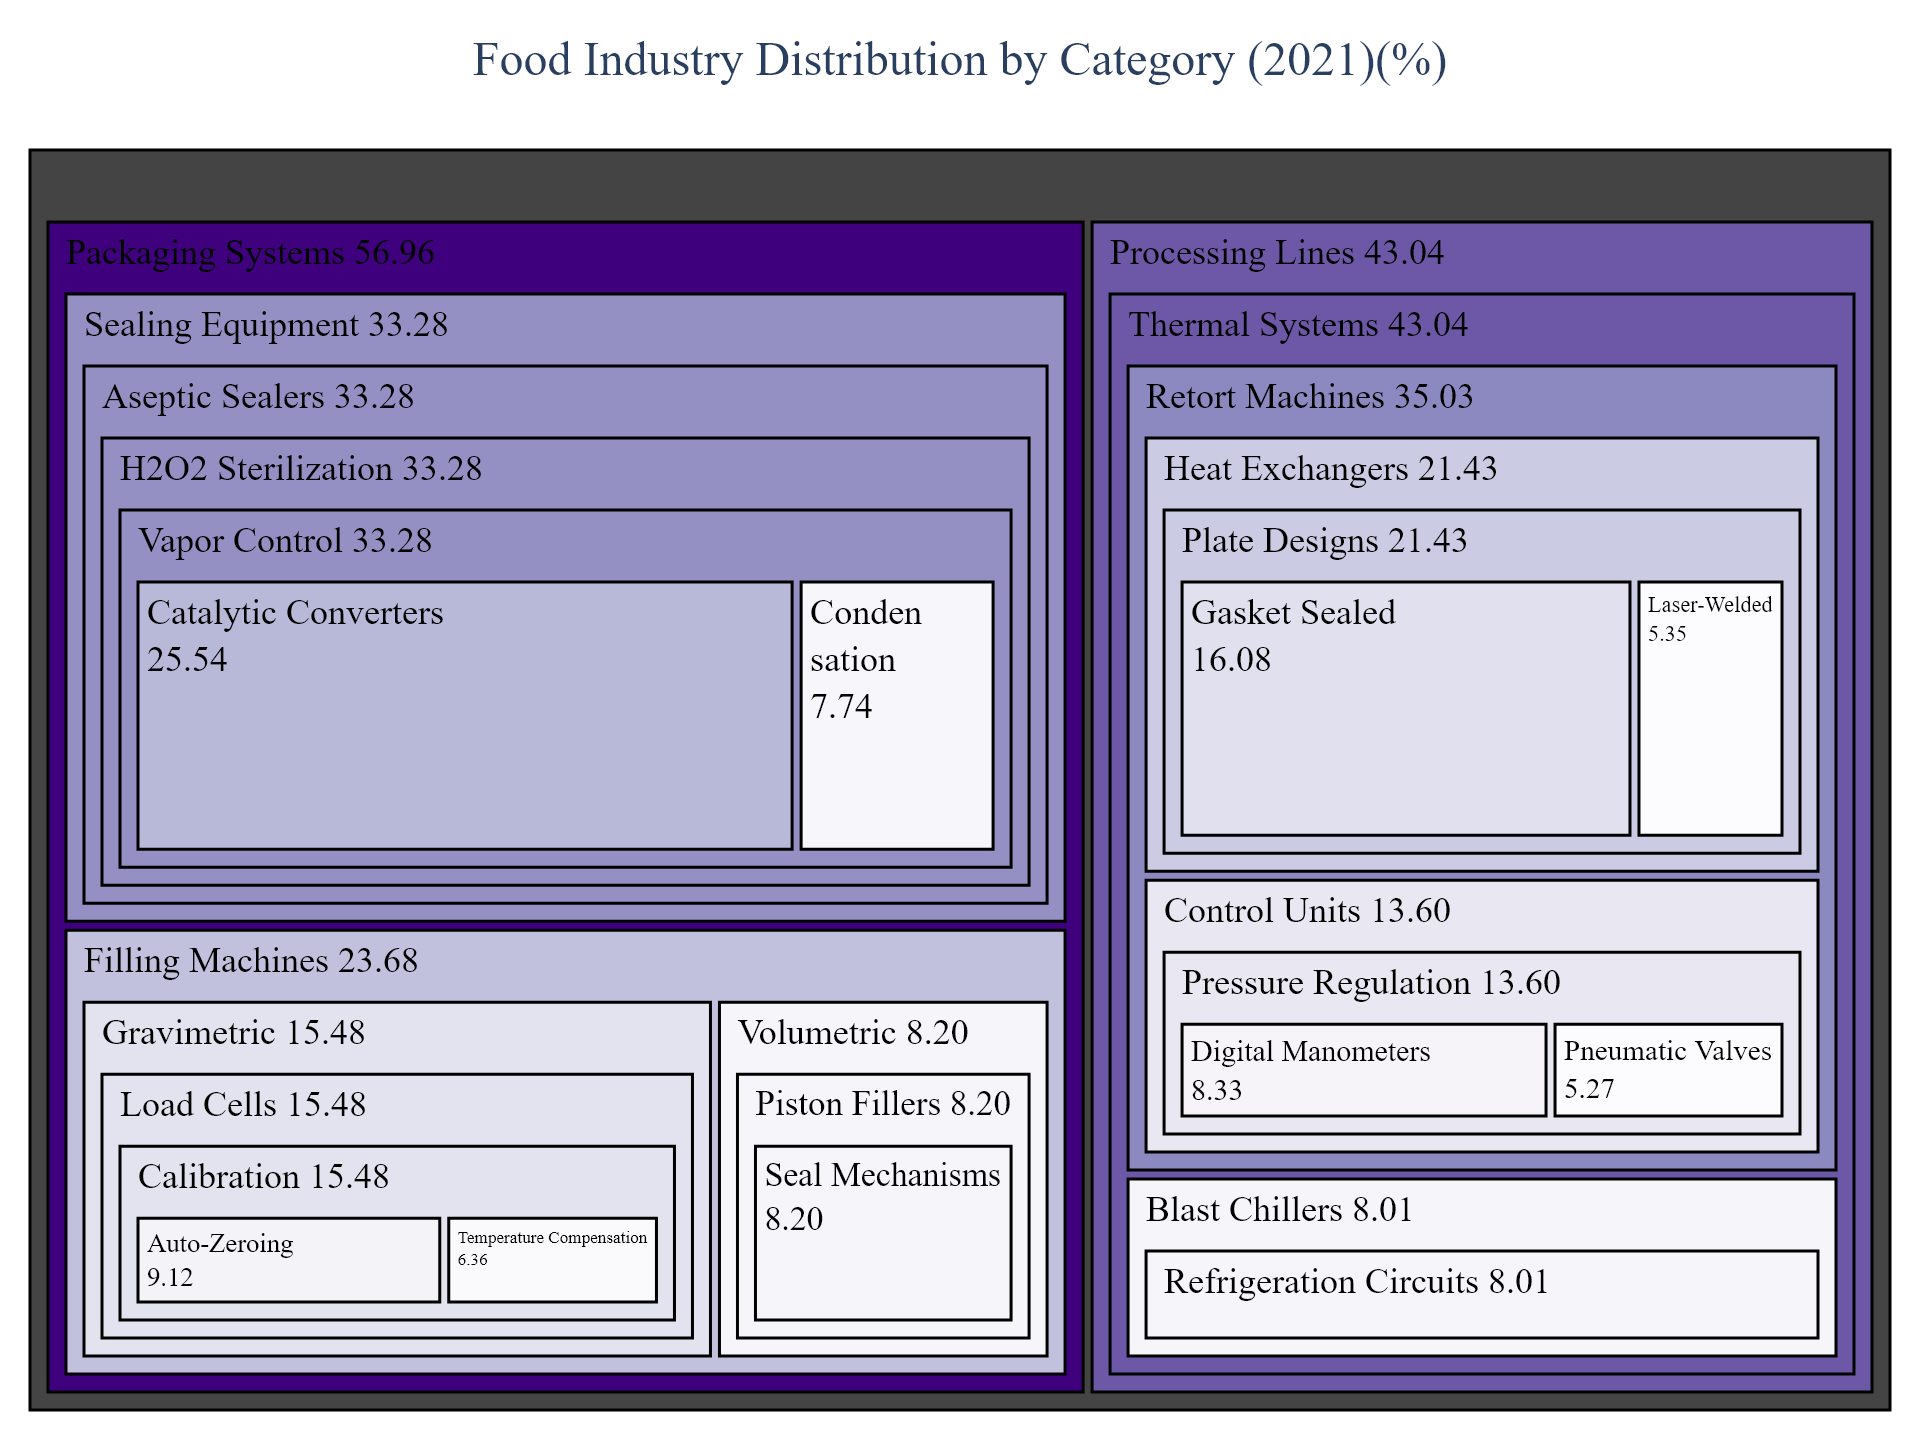 Food Industry Distribution by Category (2021)(%)
Packaging Systems 56.96
Sealing Equipment 33.28
Aseptic Sealers 33.28
H2O2 Sterilization 33.28
Vapor Control 33.28
Catalytic Converters
25.54
Conden
sation
7.74
Filling Machines 23.68
Gravimetric 15.48
Load Cells 15.48
Calibration 15.48
Auto-Zeroing
9.12
Temperature Compensation
6.36
Volumetric 8.20
Piston Fillers 8.20
Seal Mechanisms
8.20
Processing Lines 43.04
Thermal Systems 43.04
Retort Machines 35.03
Heat Exchangers 21.43
Plate Designs 21.43
Gasket Sealed
16.08
Laser-Welded
5.35
Control Units 13.60
Pressure Regulation 13.60
Digital Manometers
8.33
Pneumatic Valves
5.27
Blast Chillers 8.01
Refrigeration Circuits 8.01